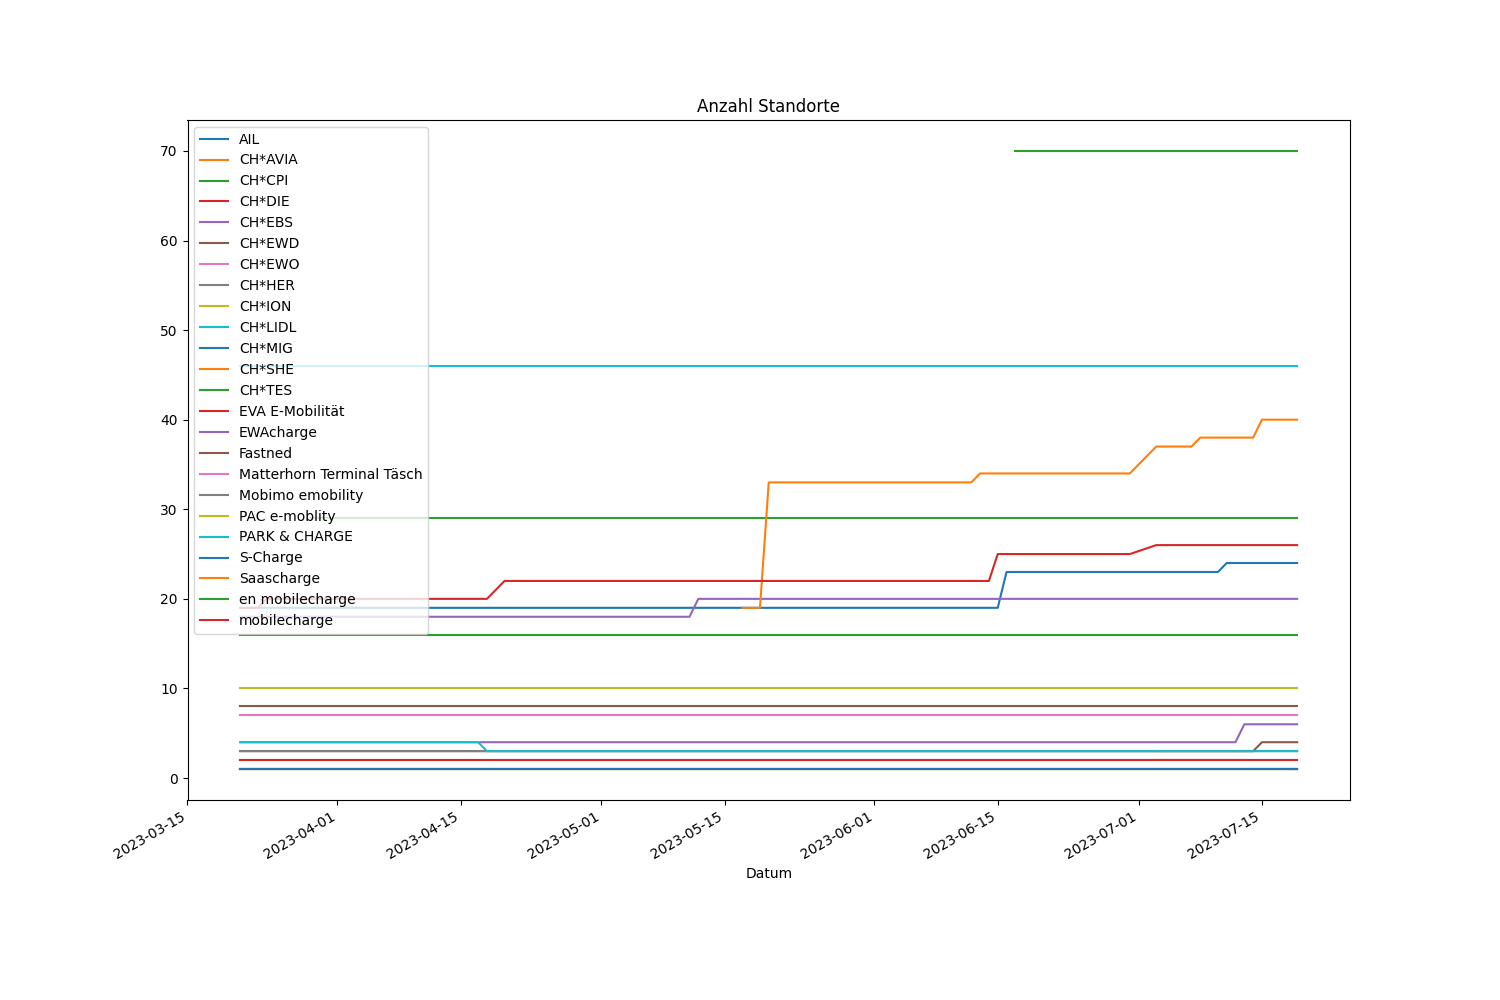 Anzahl Standorte
70
60
50
40
30
20
10
0
AIL
CH*AVIA
CH*CPI
CH*DIE
CH*EBS
CH*EWD
CH*EWO
CH*HER
CH*ION
CH*LIDL
CH*MIG
CH*SHE
CH*TES
EVA E-Mobilität
EWAcharge
Fastned
Matterhorn Terminal Täsch
Mobimo emobility
PAC e-moblity
PARK & CHARGE
S-Charge
Saascharge
en mobilecharge
mobilecharge
2023-03-15 2023-04-01 2023-04-15 2023-05-01 2023-05-15 2023-06-01 2023-06-15 2023-07-01 2023-07-15
Datum